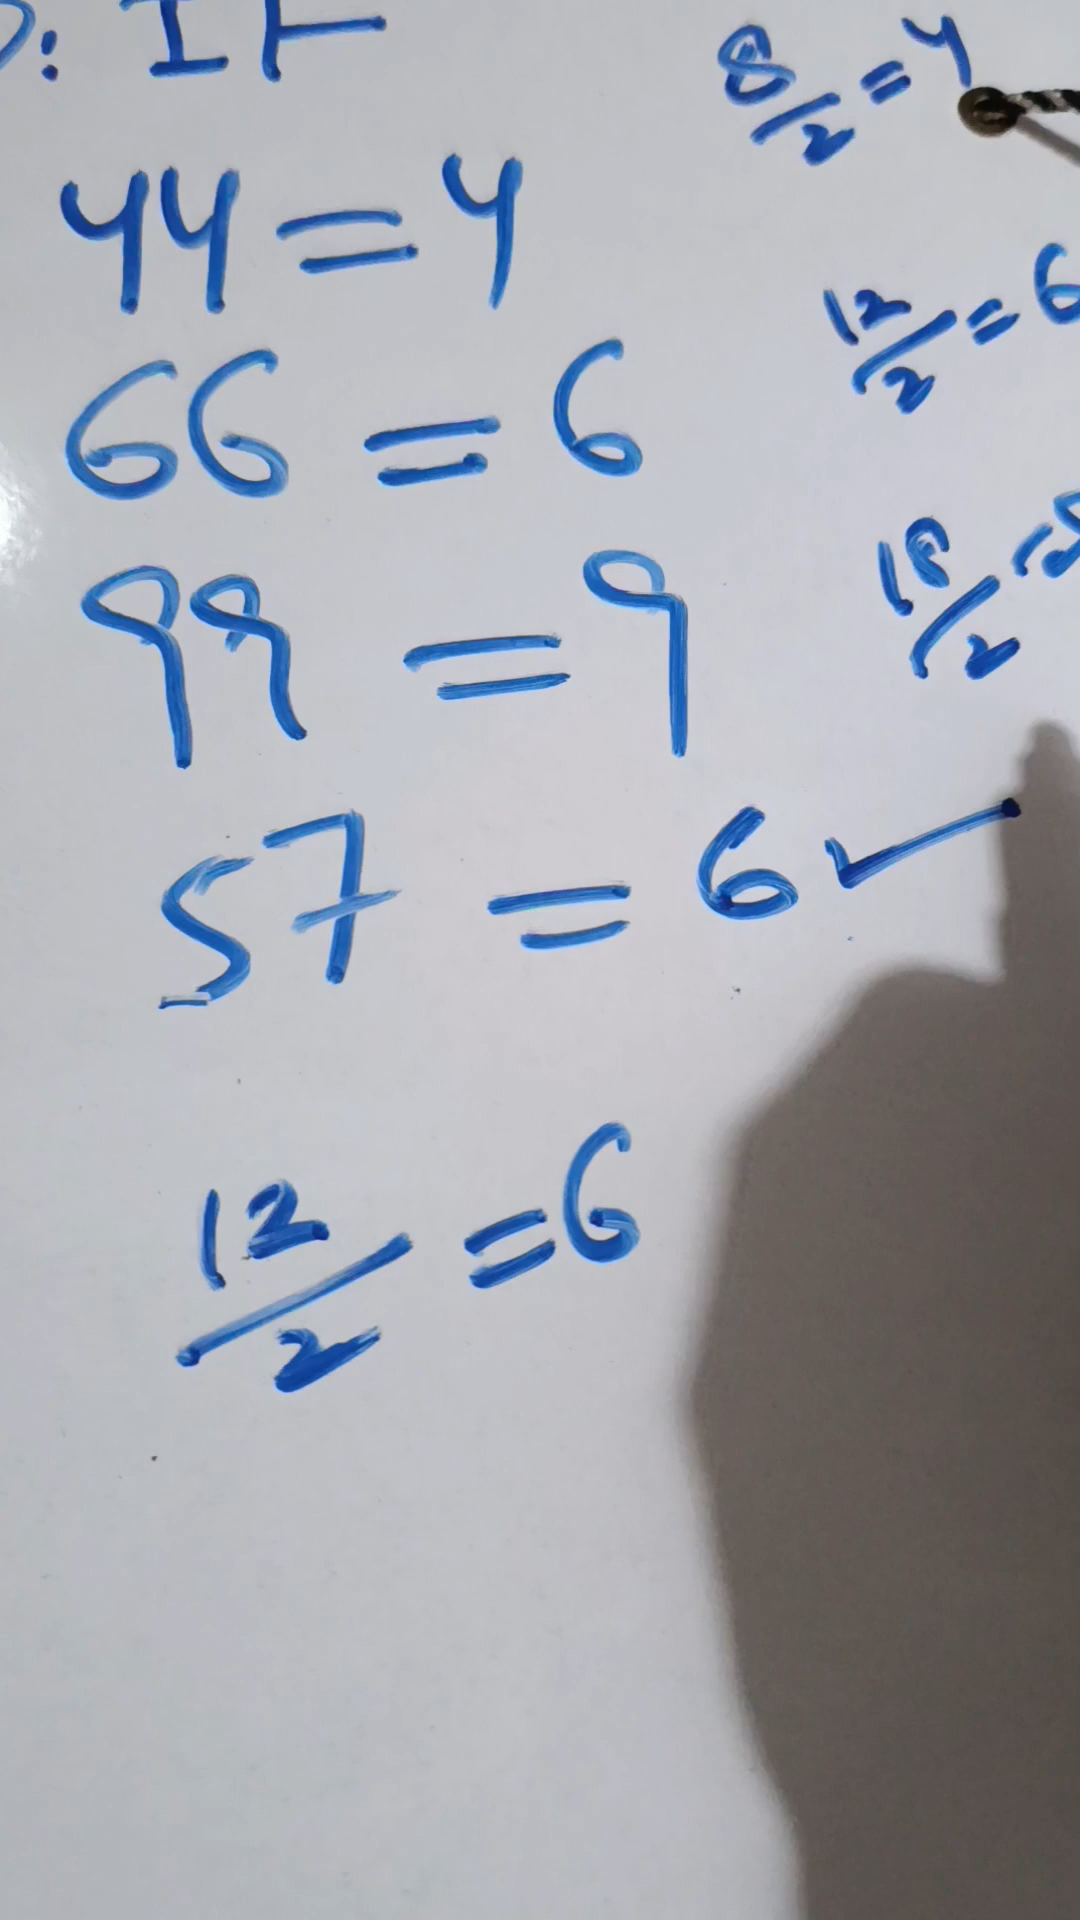 : IF
44 = 4
8/2 = 4
66 = 6
12/2 = 6
99 = 9
18/2 =
57 = 6 ✓
12/2 = 6